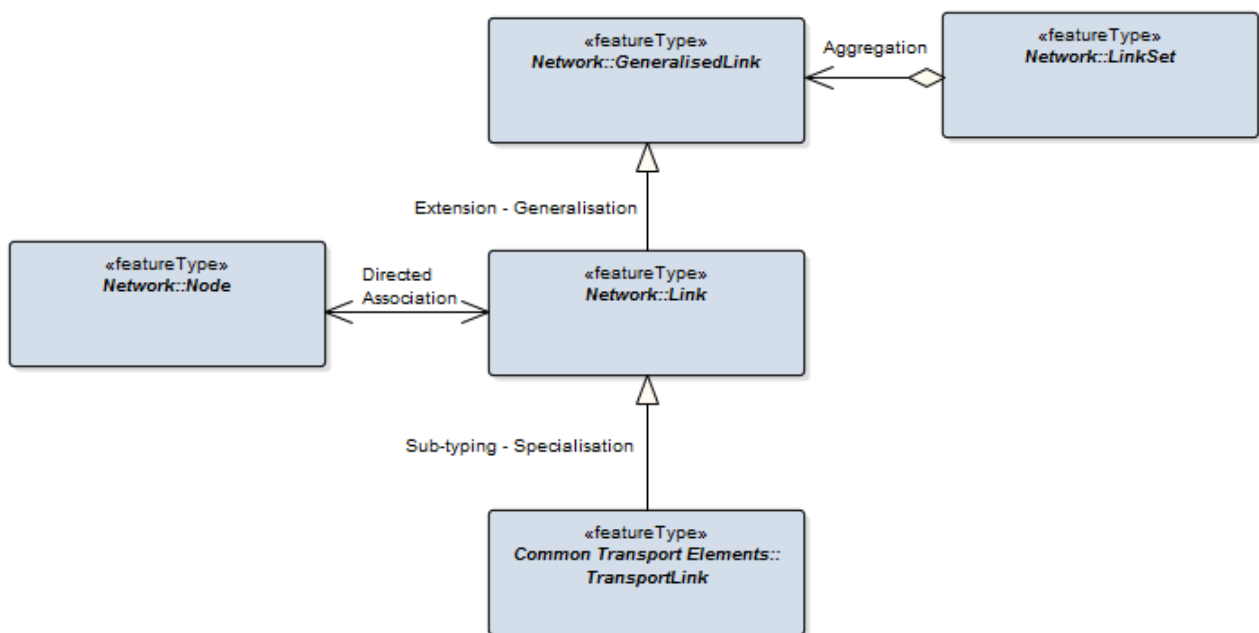 «featureType»
Network::GeneralisedLink
Aggregation
«featureType»
Network::LinkSet
Extension - Generalisation
«featureType»
Network::Node
Directed
Association
«featureType»
Network::Link
Sub-typing - Specialisation
«featureType»
Common Transport Elements::
TransportLink